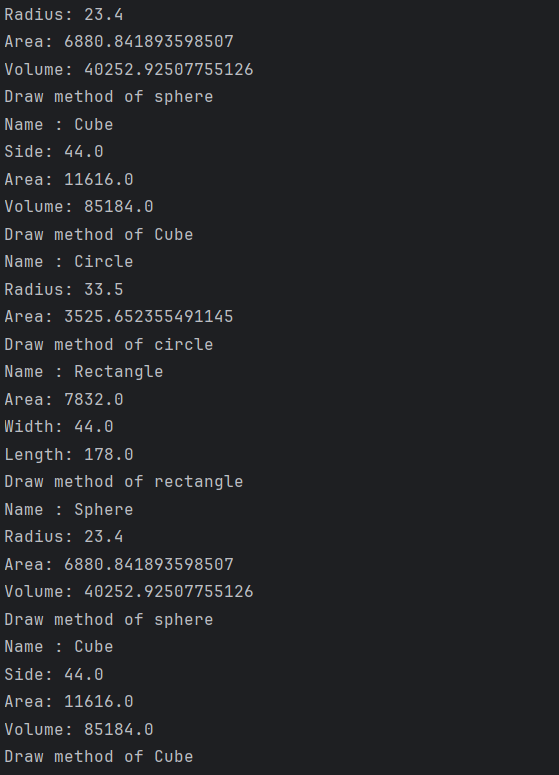 Radius: 23.4
Area: 6880.841893598507
Volume: 40252.92507755126
Draw method of sphere
Name : Cube
Side: 44.0
Area: 11616.0
Volume: 85184.0
Draw method of Cube
Name : Circle
Radius: 33.5
Area: 3525.652355491145
Draw method of circle
Name : Rectangle
Area: 7832.0
Width: 44.0
Length: 178.0
Draw method of rectangle
Name : Sphere
Radius: 23.4
Area: 6880.841893598507
Volume: 40252.92507755126
Draw method of sphere
Name : Cube
Side: 44.0
Area: 11616.0
Volume: 85184.0
Draw method of Cube